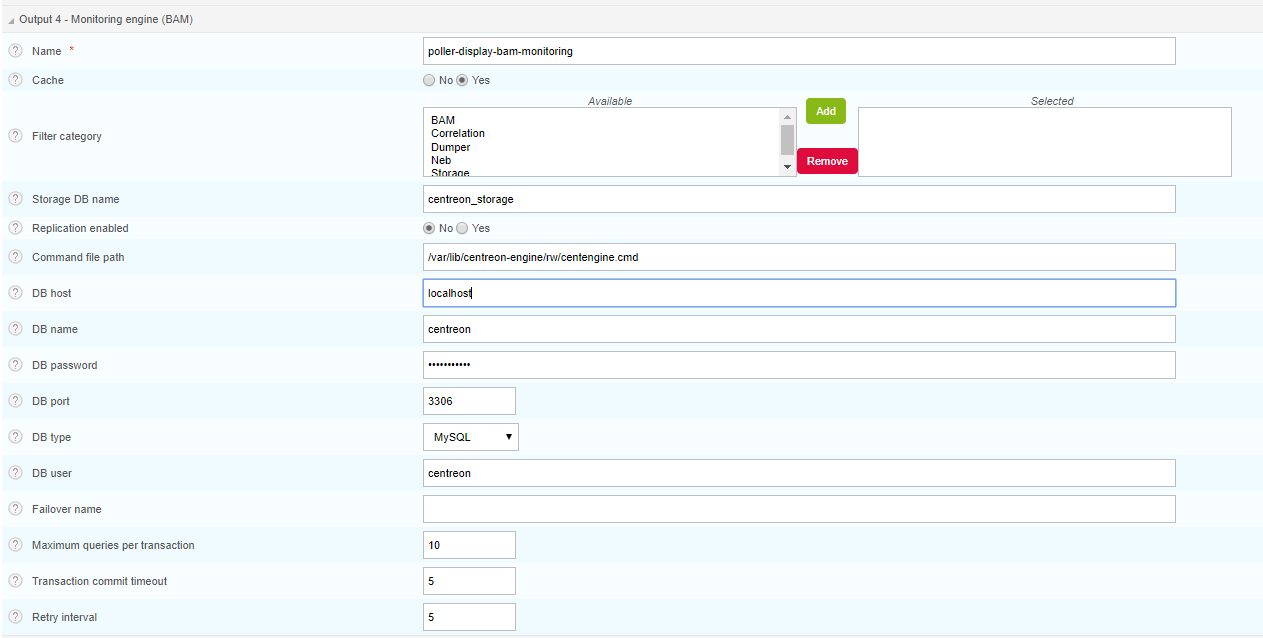 Output 4 - Monitoring engine (BAM)
? Name * poller-display-bam-monitoring
? Cache No Yes
Available Selected
? Filter category
BAM
Correlation
Dumper
Neb
Storage
Add
Remove
? Storage DB name centreon_storage
? Replication enabled No Yes
? Command file path /var/lib/centreon-engine/rw/centengine.cmd
? DB host localhost
? DB name centreon
? DB password •••••••••••
? DB port 3306
? DB type MySQL
? DB user centreon
? Failover name
? Maximum queries per transaction 10
? Transaction commit timeout 5
? Retry interval 5